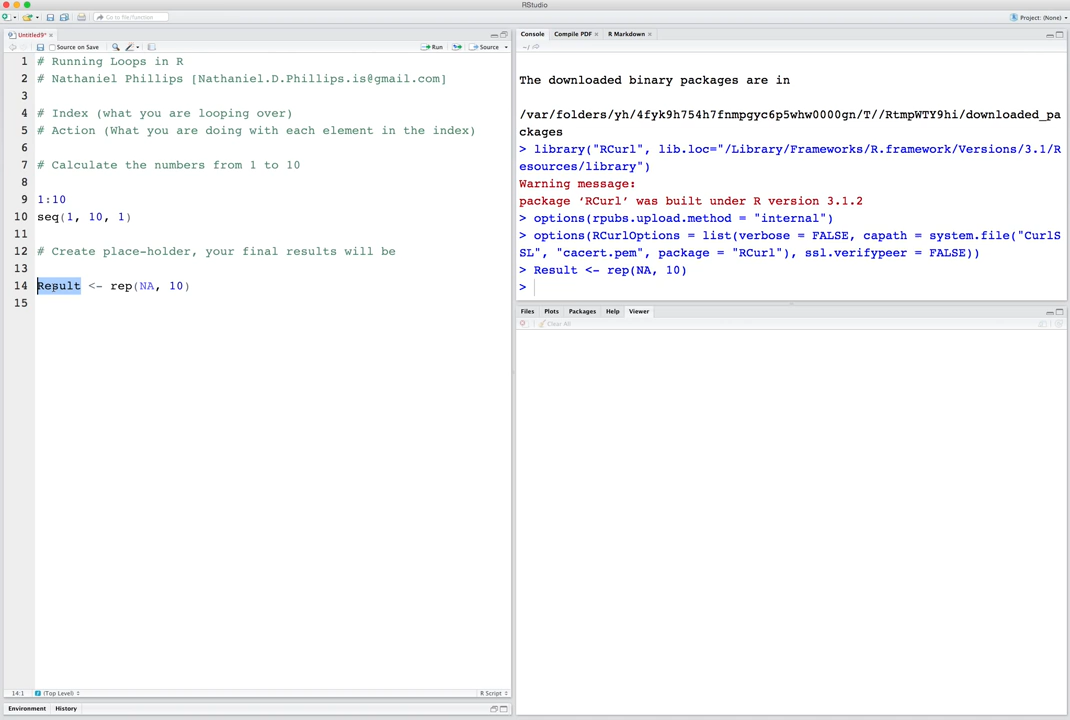 RStudio
Go to file/function
Project: (None)
Untitled9*
Source on Save
Run
Source
1 # Running Loops in R
2 # Nathaniel Phillips [Nathaniel.D.Phillips.is@gmail.com]
3
4 # Index (what you are looping over)
5 # Action (What you are doing with each element in the index)
6
7 # Calculate the numbers from 1 to 10
8
9 1:10
10 seq(1, 10, 1)
11
12 # Create place-holder, your final results will be
13
14 Result <- rep(NA, 10)
15
14:1 (Top Level) R Script
Environment History
Console Compile PDF R Markdown
~/
The downloaded binary packages are in
/var/folders/yh/4fyk9h754h7fnmpgyc6p5whw0000gn/T//RtmpWTY9hi/downloaded_pa
ckages
> library("RCurl", lib.loc="/Library/Frameworks/R.framework/Versions/3.1/R
esources/library")
Warning message:
package ‘RCurl’ was built under R version 3.1.2
> options(rpubs.upload.method = "internal")
> options(RCurlOptions = list(verbose = FALSE, capath = system.file("CurlS
SL", "cacert.pem", package = "RCurl"), ssl.verifypeer = FALSE))
> Result <- rep(NA, 10)
>
Files Plots Packages Help Viewer
Clear All